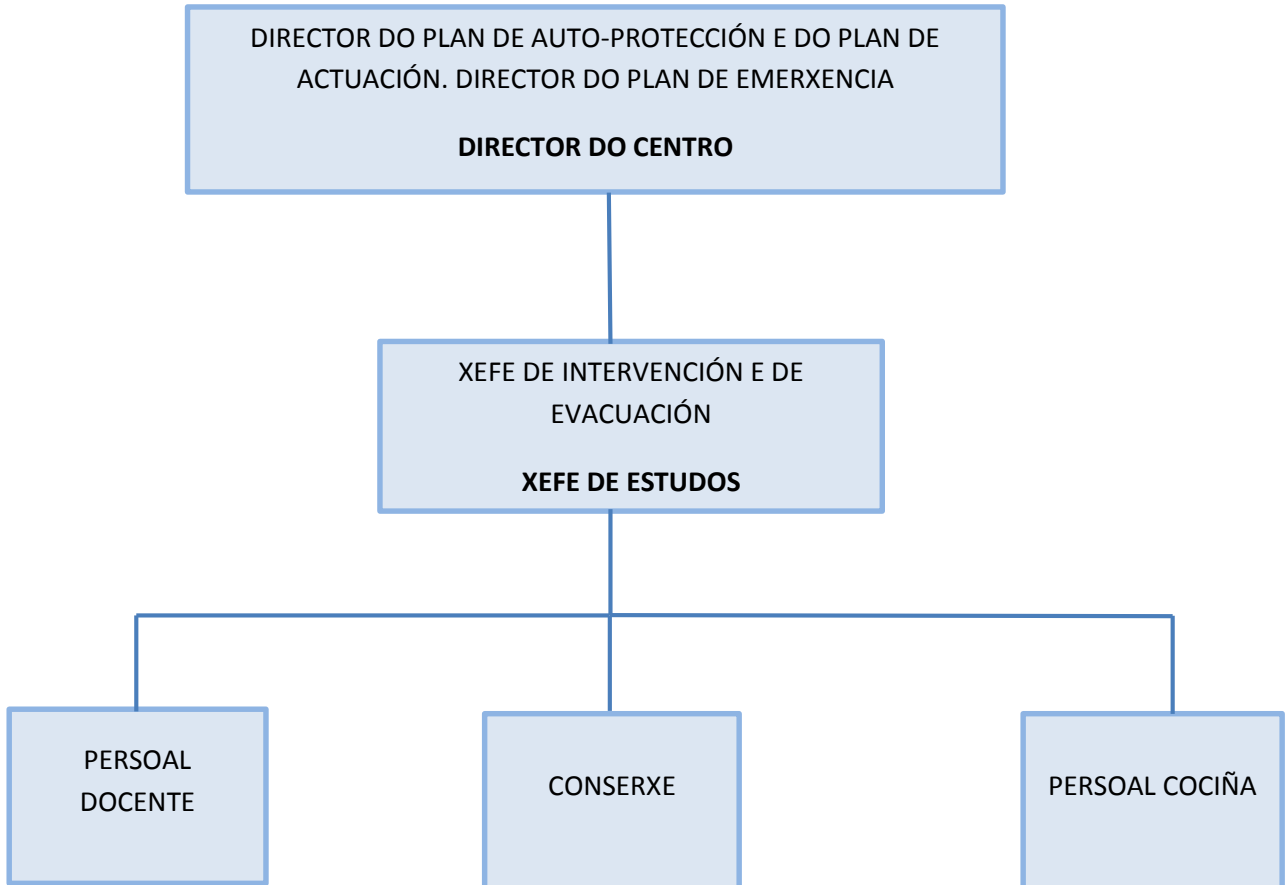 DIRECTOR DO PLAN DE AUTO-PROTECCIÓN E DO PLAN DE
ACTUACIÓN. DIRECTOR DO PLAN DE EMERXENCIA
DIRECTOR DO CENTRO
XEFE DE INTERVENCIÓN E DE
EVACUACIÓN
XEFE DE ESTUDOS
PERSOAL
DOCENTE
CONSERXE
PERSOAL COCIÑA